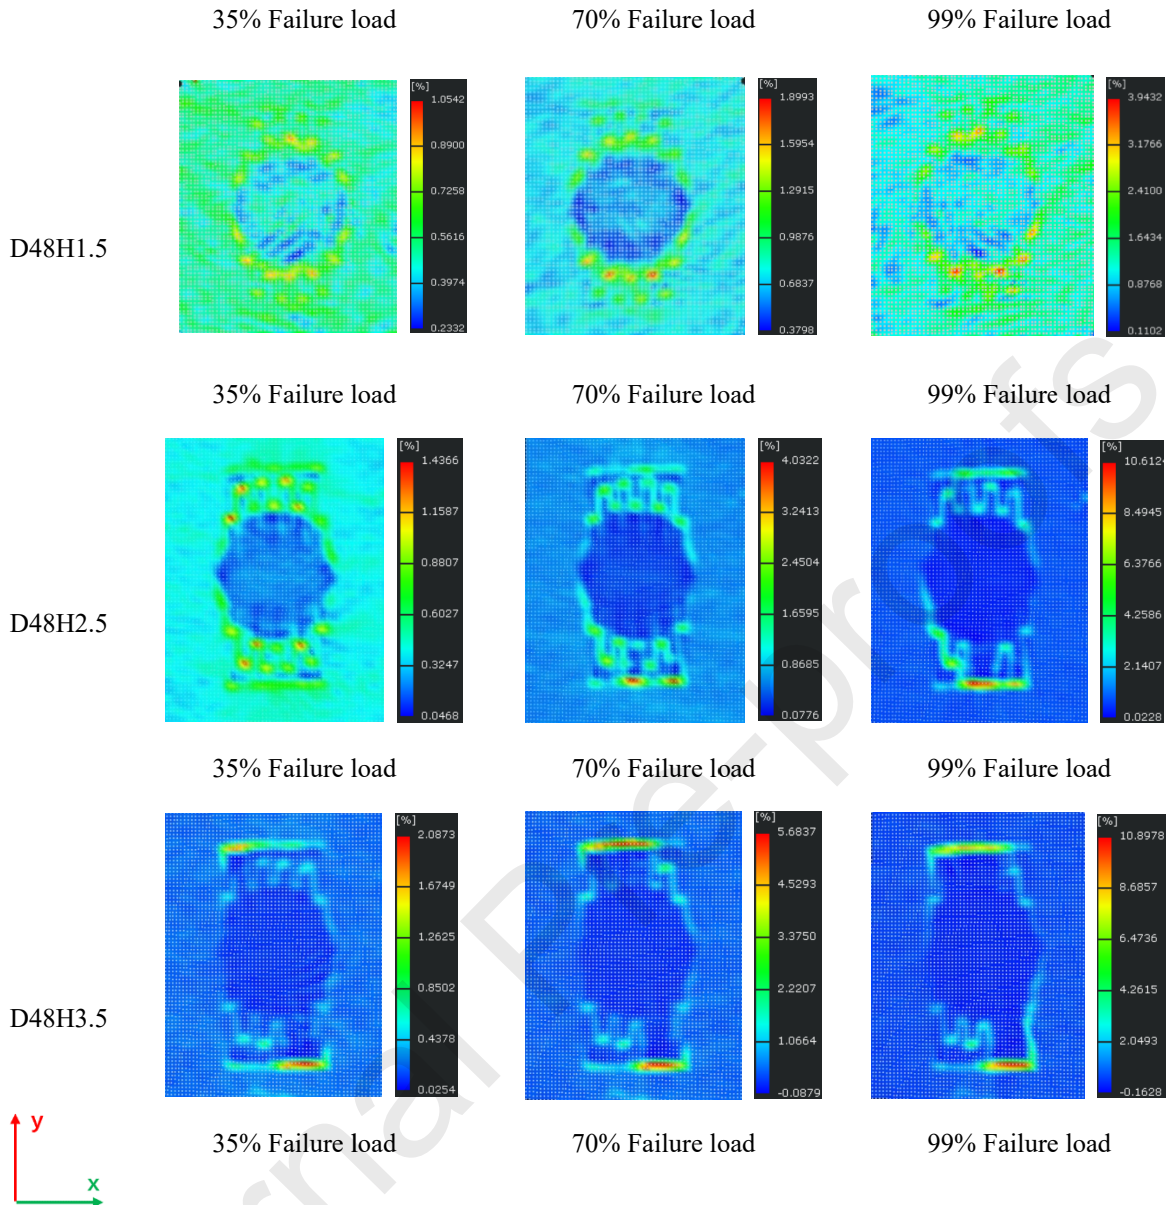 35% Failure load 70% Failure load 99% Failure load
[%] [%] [%]
1.0542 1.8993 3.9432
0.8900 1.5954 3.1766
0.7258 1.2915 2.4100
D48H1.5
0.5616 0.9876 1.6434
0.3974 0.6837 0.8768
0.2332 0.3798 0.1102
35% Failure load 70% Failure load 99% Failure load
[%] [%] [%]
1.4366 4.0322 10.6124
1.1587 3.2413 8.4945
0.8807 2.4504 6.3766
D48H2.5
0.6027 1.6595 4.2586
0.3247 0.8685 2.1407
0.0468 0.0776 0.0228
35% Failure load 70% Failure load 99% Failure load
[%] [%] [%]
2.0873 5.6837 10.8978
1.6749 4.5293 8.6857
1.2625 3.3750 6.4736
0.8502 2.2207 4.2615
D48H3.5
0.4378 1.0664 2.0493
0.0254 -0.0879 -0.1628
y
35% Failure load 70% Failure load 99% Failure load
x